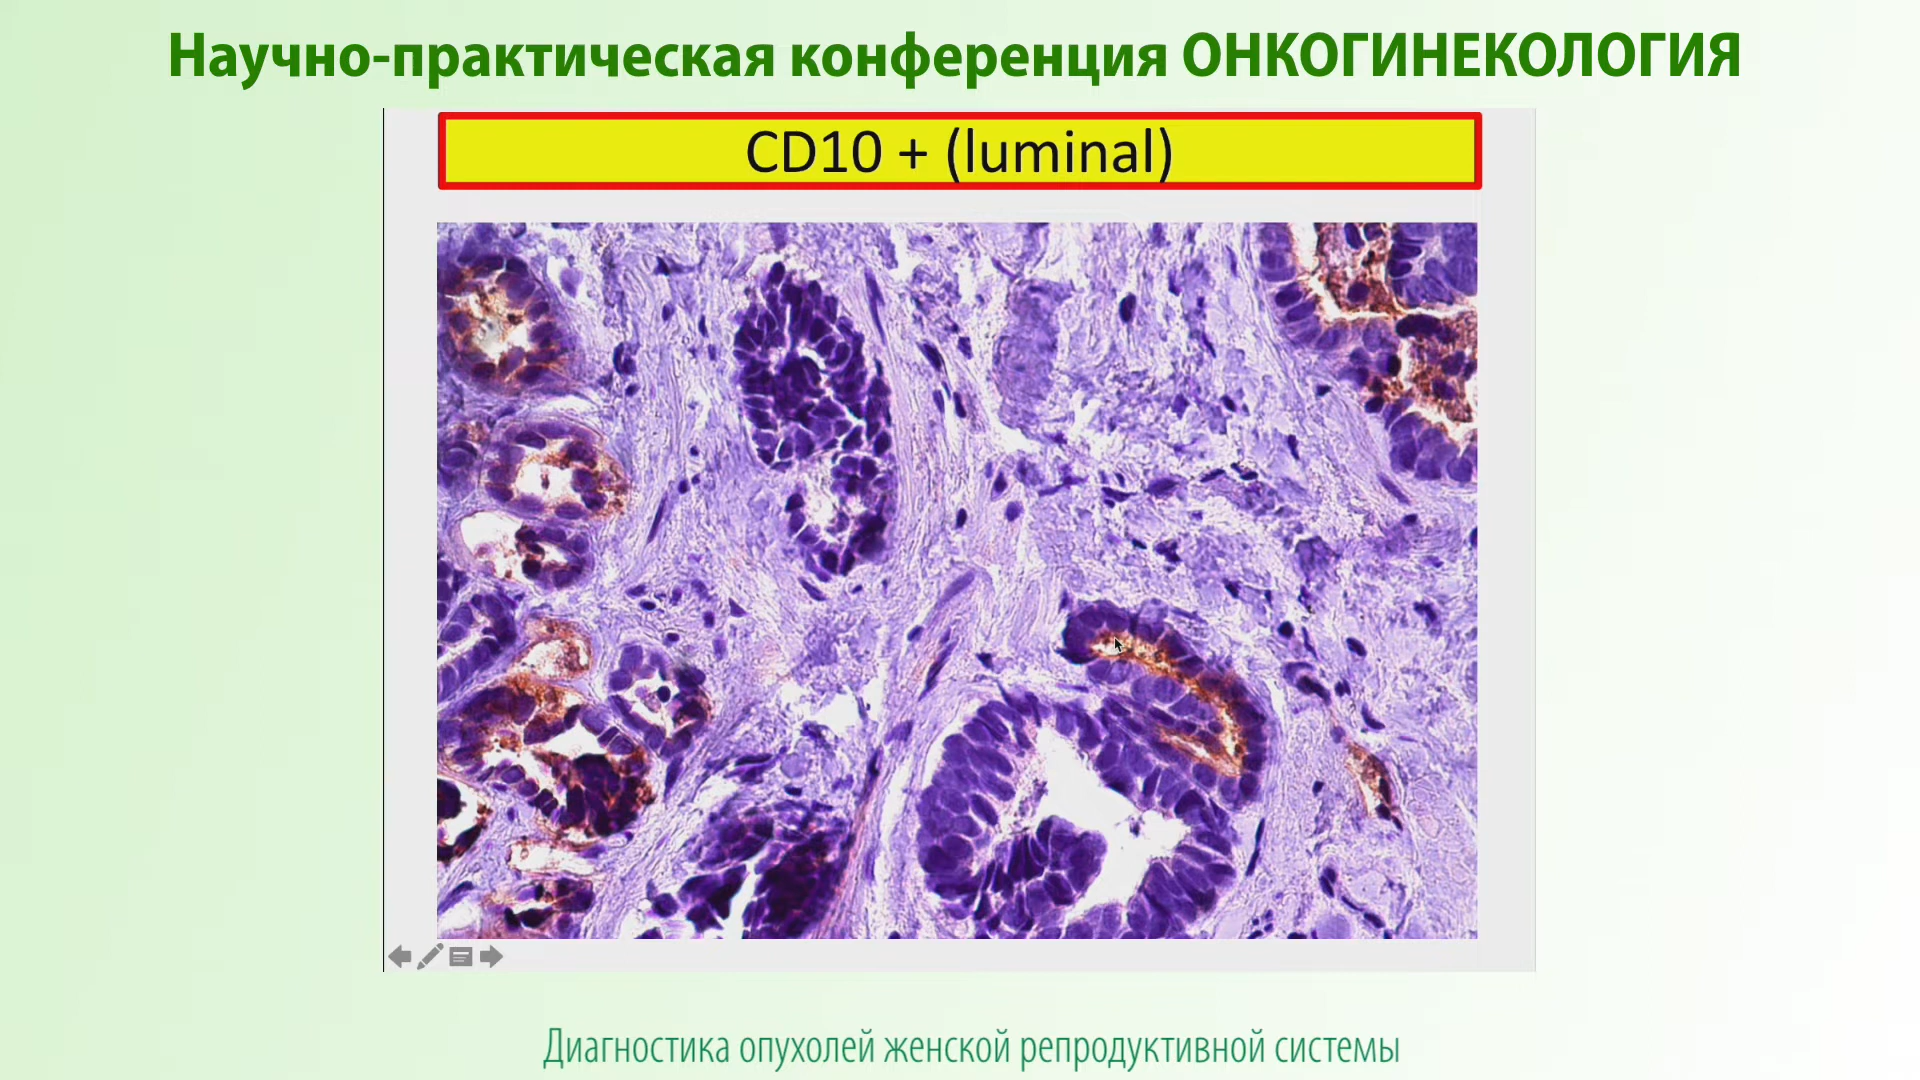 Научно-практическая конференция ОНКОГИНЕКОЛОГИЯ
CD10 + (luminal)
Диагностика опухолей женской репродуктивной системы